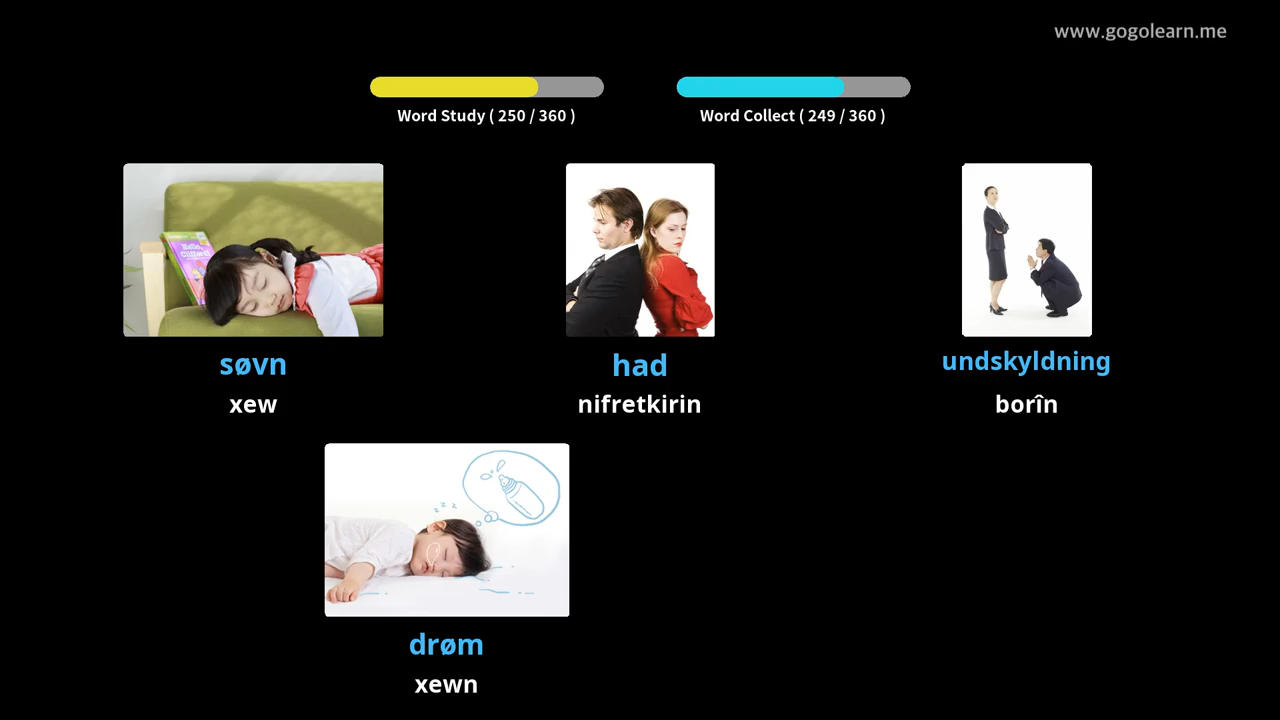 www.gogolearn.me
Word Study ( 250 / 360 )
Word Collect ( 249 / 360 )
søvn
xew
had
nifretkirin
undskyldning
borîn
z z z
drøm
xewn